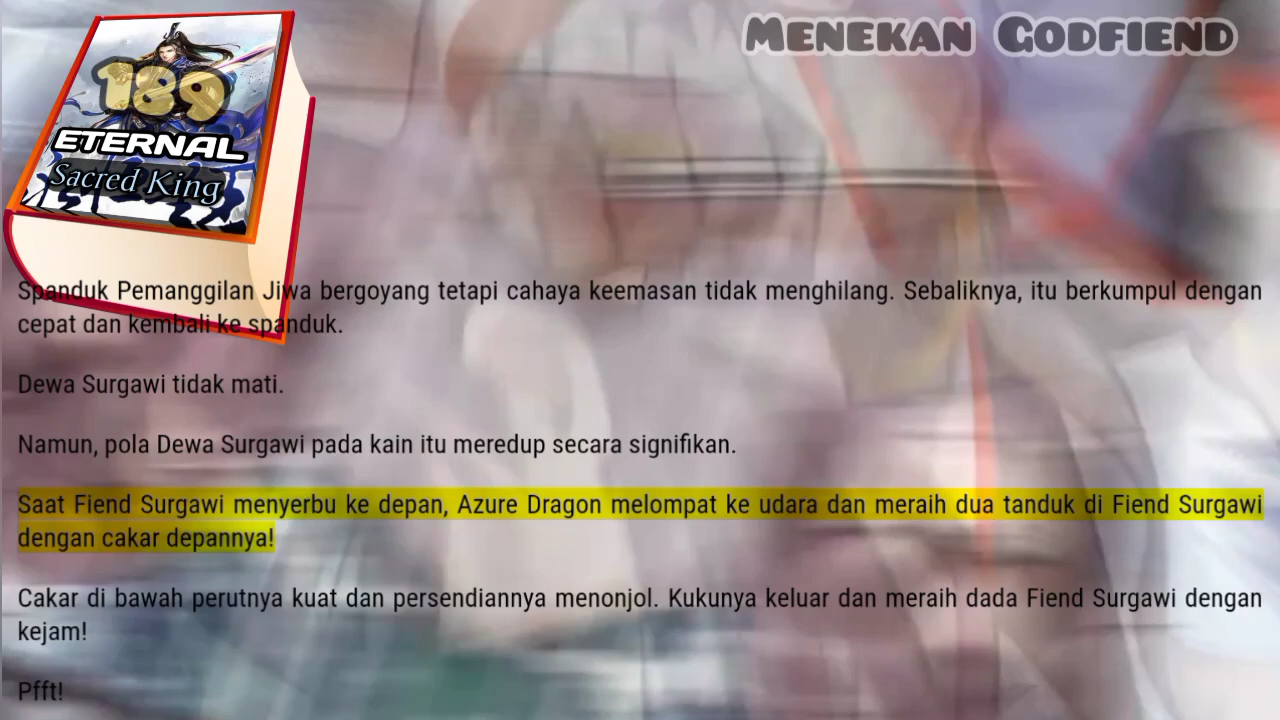 Menekan Godfiend
189
ETERNAL
Sacred King
Spanduk Pemanggilan Jiwa bergoyang tetapi cahaya keemasan tidak menghilang. Sebaliknya, itu berkumpul dengan
cepat dan kembali ke spanduk.
Dewa Surgawi tidak mati.
Namun, pola Dewa Surgawi pada kain itu meredup secara signifikan.
Saat Fiend Surgawi menyerbu ke depan, Azure Dragon melompat ke udara dan meraih dua tanduk di Fiend Surgawi
dengan cakar depannya!
Cakar di bawah perutnya kuat dan persendiannya menonjol. Kukunya keluar dan meraih dada Fiend Surgawi dengan
kejam!
Pfft!